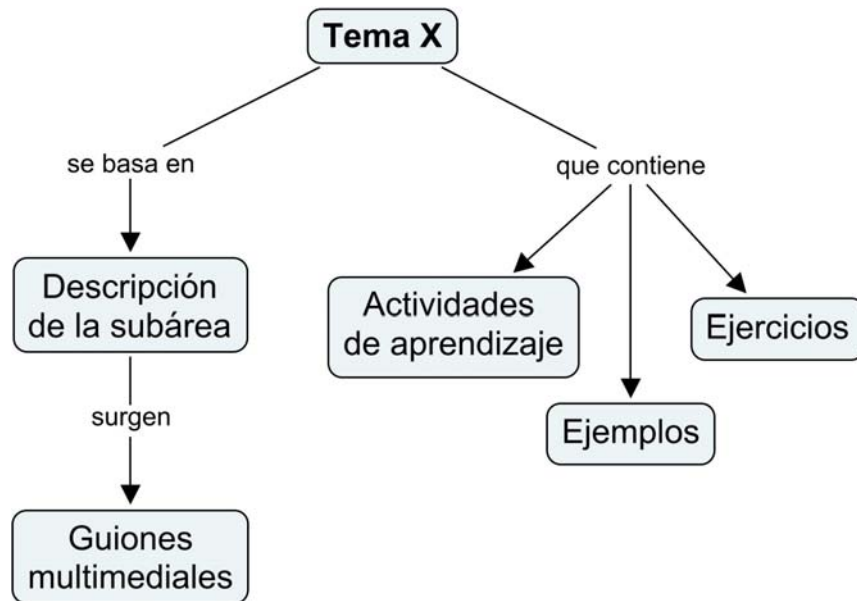 Tema X
se basa en
que contiene
Descripción
de la subárea
Actividades
de aprendizaje
Ejercicios
surgen
Ejemplos
Guiones
multimediales